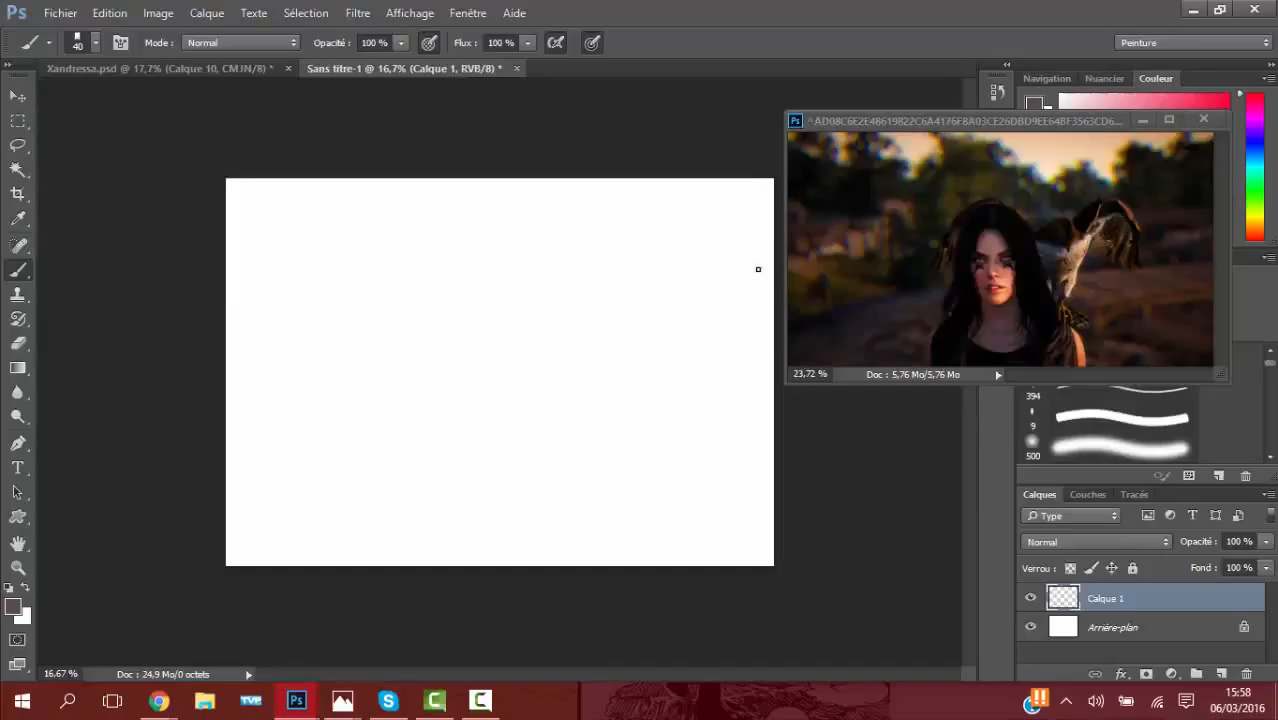 Ps Fichier Edition Image Calque Texte Sélection Filtre Affichage Fenêtre Aide
40 Mode : Normal Opacité : 100 % Flux : 100 % Peinture
Xandressa.psd @ 17,7% (Calque 10, CMJN/8) * × Sans titre-1 @ 16,7% (Calque 1, RVB/8) * ×
Navigation Nuancier Couleur
Ps
23,72 % Doc : 5,76 Mo/5,76 Mo
394
9
500
Calques Couches Tracés
Type
Normal Opacité : 100 %
Verrou : Fond : 100 %
Calque 1
Arrière-plan
16.67 % Doc : 24,9 Mo/0 octets
TVP Ps
15:58
06/03/2016